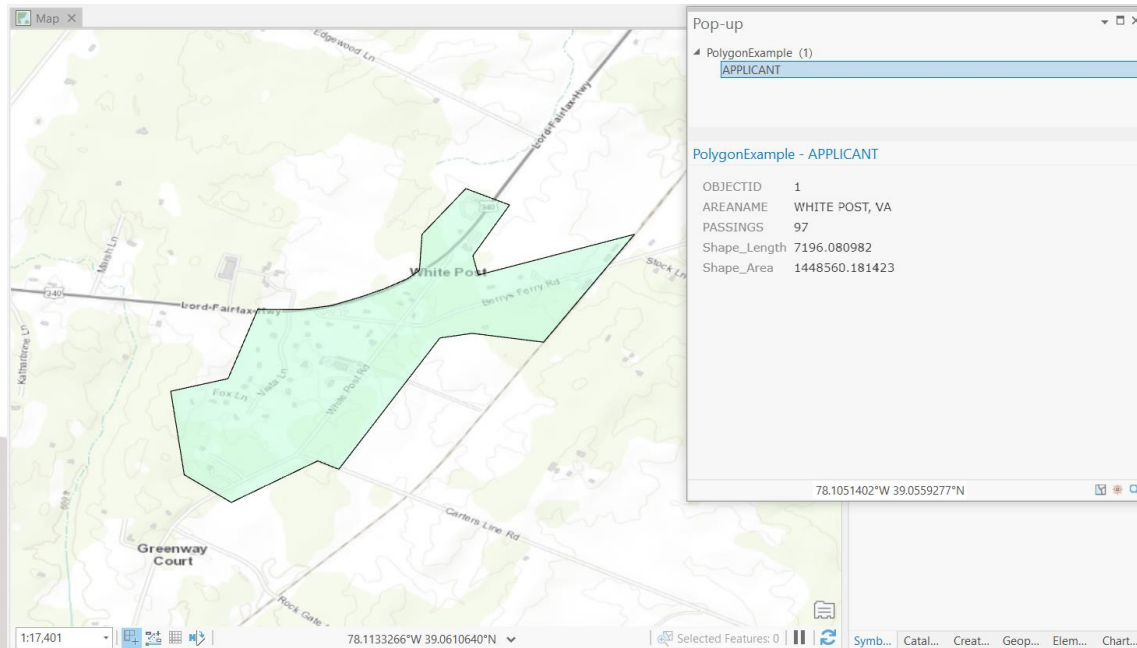 Map
Edgewood Ln
Lord-Fairfax-Hwy
340
Marsh Ln
White Post
Stock Ln
Berrys Ferry Rd
340
Lord-Fairfax-Hwy
Katharine Ln
Fox Ln
Vista Ln
White Post Rd
Carters Line Rd
Greenway
Court
Rock Gate
1:17,401
78.1133266°W 39.0610640°N
Selected Features: 0
Pop-up
PolygonExample (1)
APPLICANT
PolygonExample - APPLICANT
OBJECTID 1
AREANAME WHITE POST, VA
PASSINGS 97
Shape_Length 7196.080982
Shape_Area 1448560.181423
78.1051402°W 39.0559277°N
Symb... Catal... Creat... Geop... Elem... Chart...